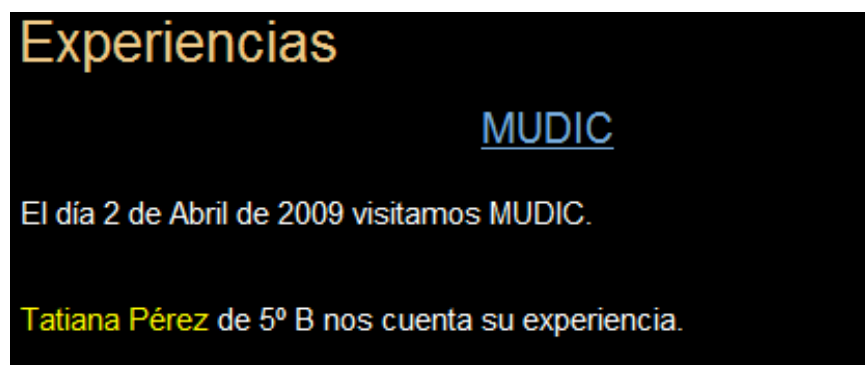 Experiencias
MUDIC
El día 2 de Abril de 2009 visitamos MUDIC.
Tatiana Pérez de 5º B nos cuenta su experiencia.